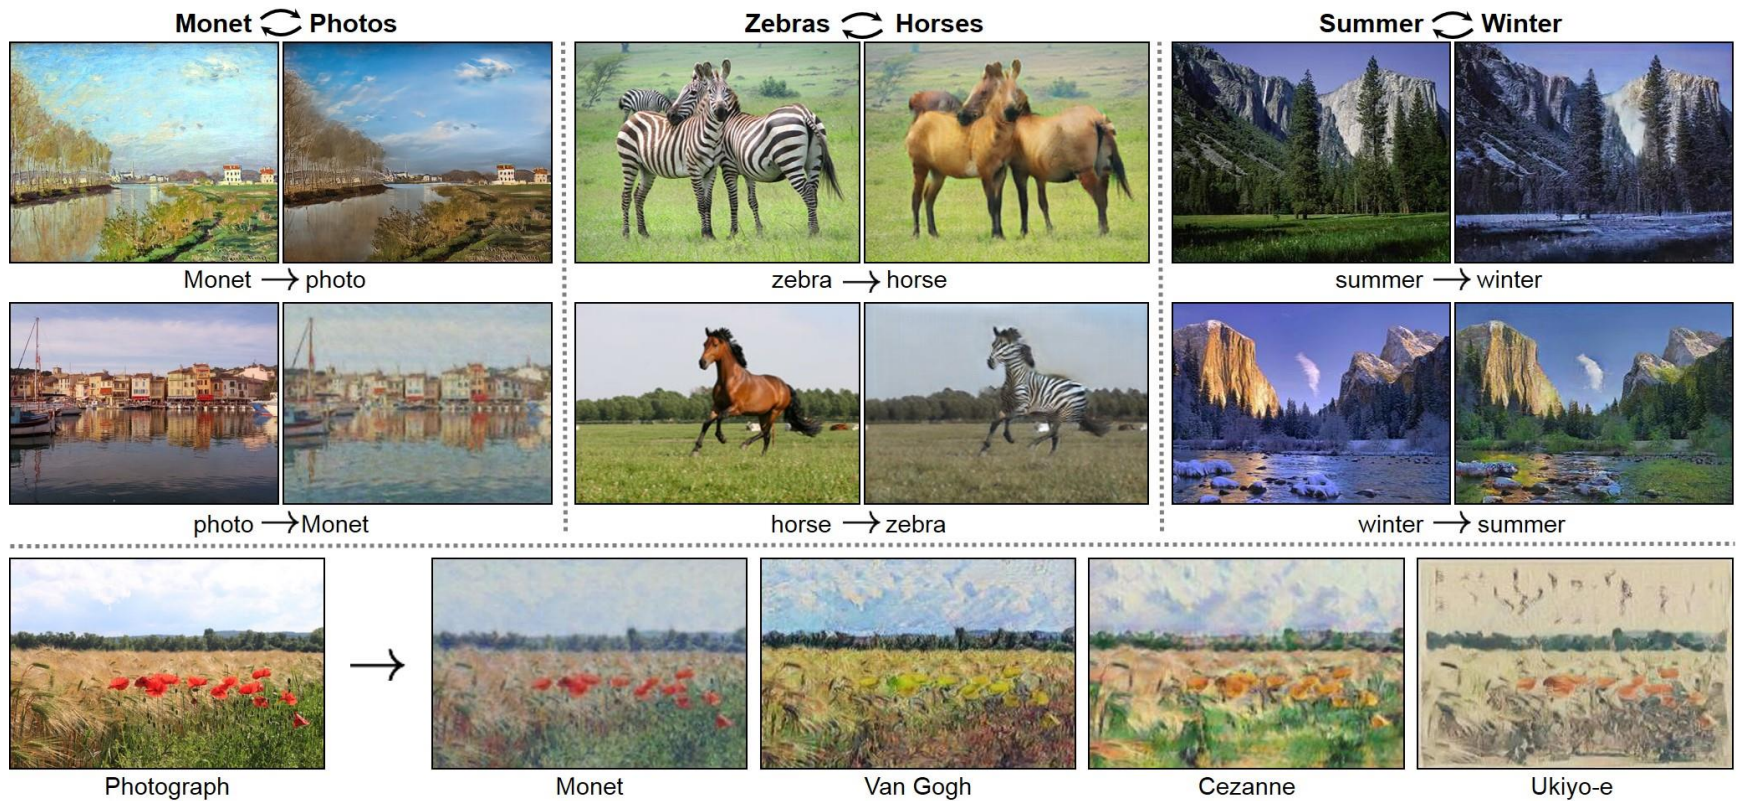 Monet Photos
Zebras Horses
Summer Winter
Monet → photo
zebra → horse
summer → winter
photo → Monet
horse → zebra
winter → summer
Photograph
Monet
Van Gogh
Cezanne
Ukiyo-e